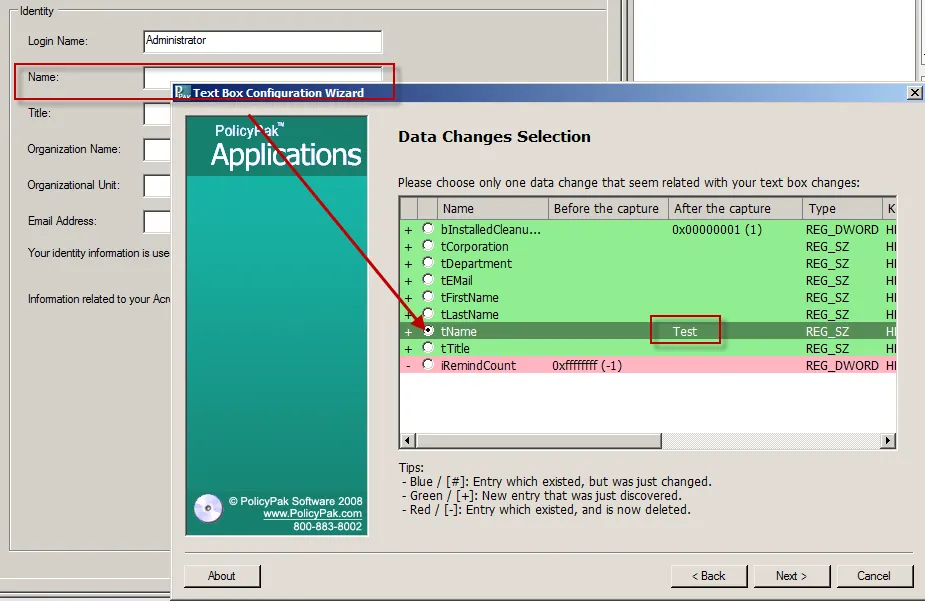 Identity
Login Name: Administrator
Name:
Title:
Organization Name:
Organizational Unit:
Email Address:
Your identity information is use
Information related to your Acro
Text Box Configuration Wizard
PolicyPak™
Applications
© PolicyPak Software 2008
www.PolicyPak.com
800-883-8002
Data Changes Selection
Please choose only one data change that seem related with your text box changes:
Name Before the capture After the capture Type K
+ bInstalledCleanu... 0x00000001 (1) REG_DWORD HI
+ tCorporation REG_SZ HI
+ tDepartment REG_SZ HI
+ tEMail REG_SZ HI
+ tFirstName REG_SZ HI
+ tLastName REG_SZ HI
+ tName Test REG_SZ HI
+ tTitle REG_SZ HI
- iRemindCount 0xffffffff (-1) REG_DWORD HI
Tips:
- Blue / [#]: Entry which existed, but was just changed.
- Green / [+]: New entry that was just discovered.
- Red / [-]: Entry which existed, and is now deleted.
About < Back Next > Cancel